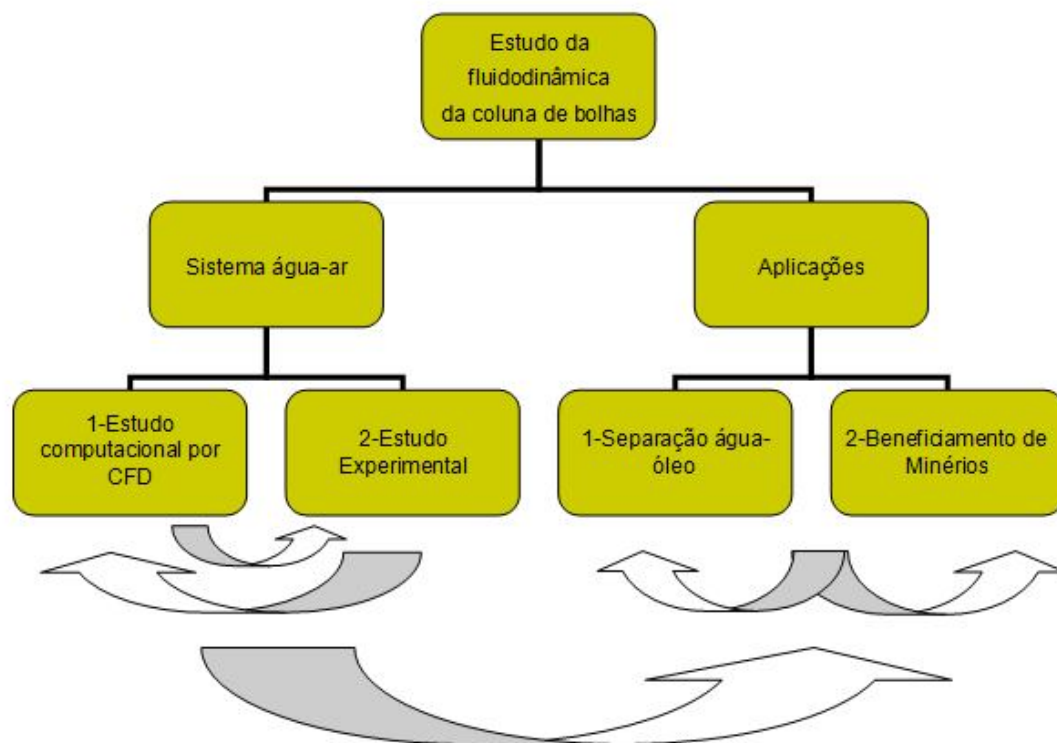 Estudo da
fluidodinâmica
da coluna de bolhas
Sistema água-ar
Aplicações
1-Estudo
computacional por
CFD
2-Estudo
Experimental
1-Separação água-
óleo
2-Beneficiamento de
Minérios